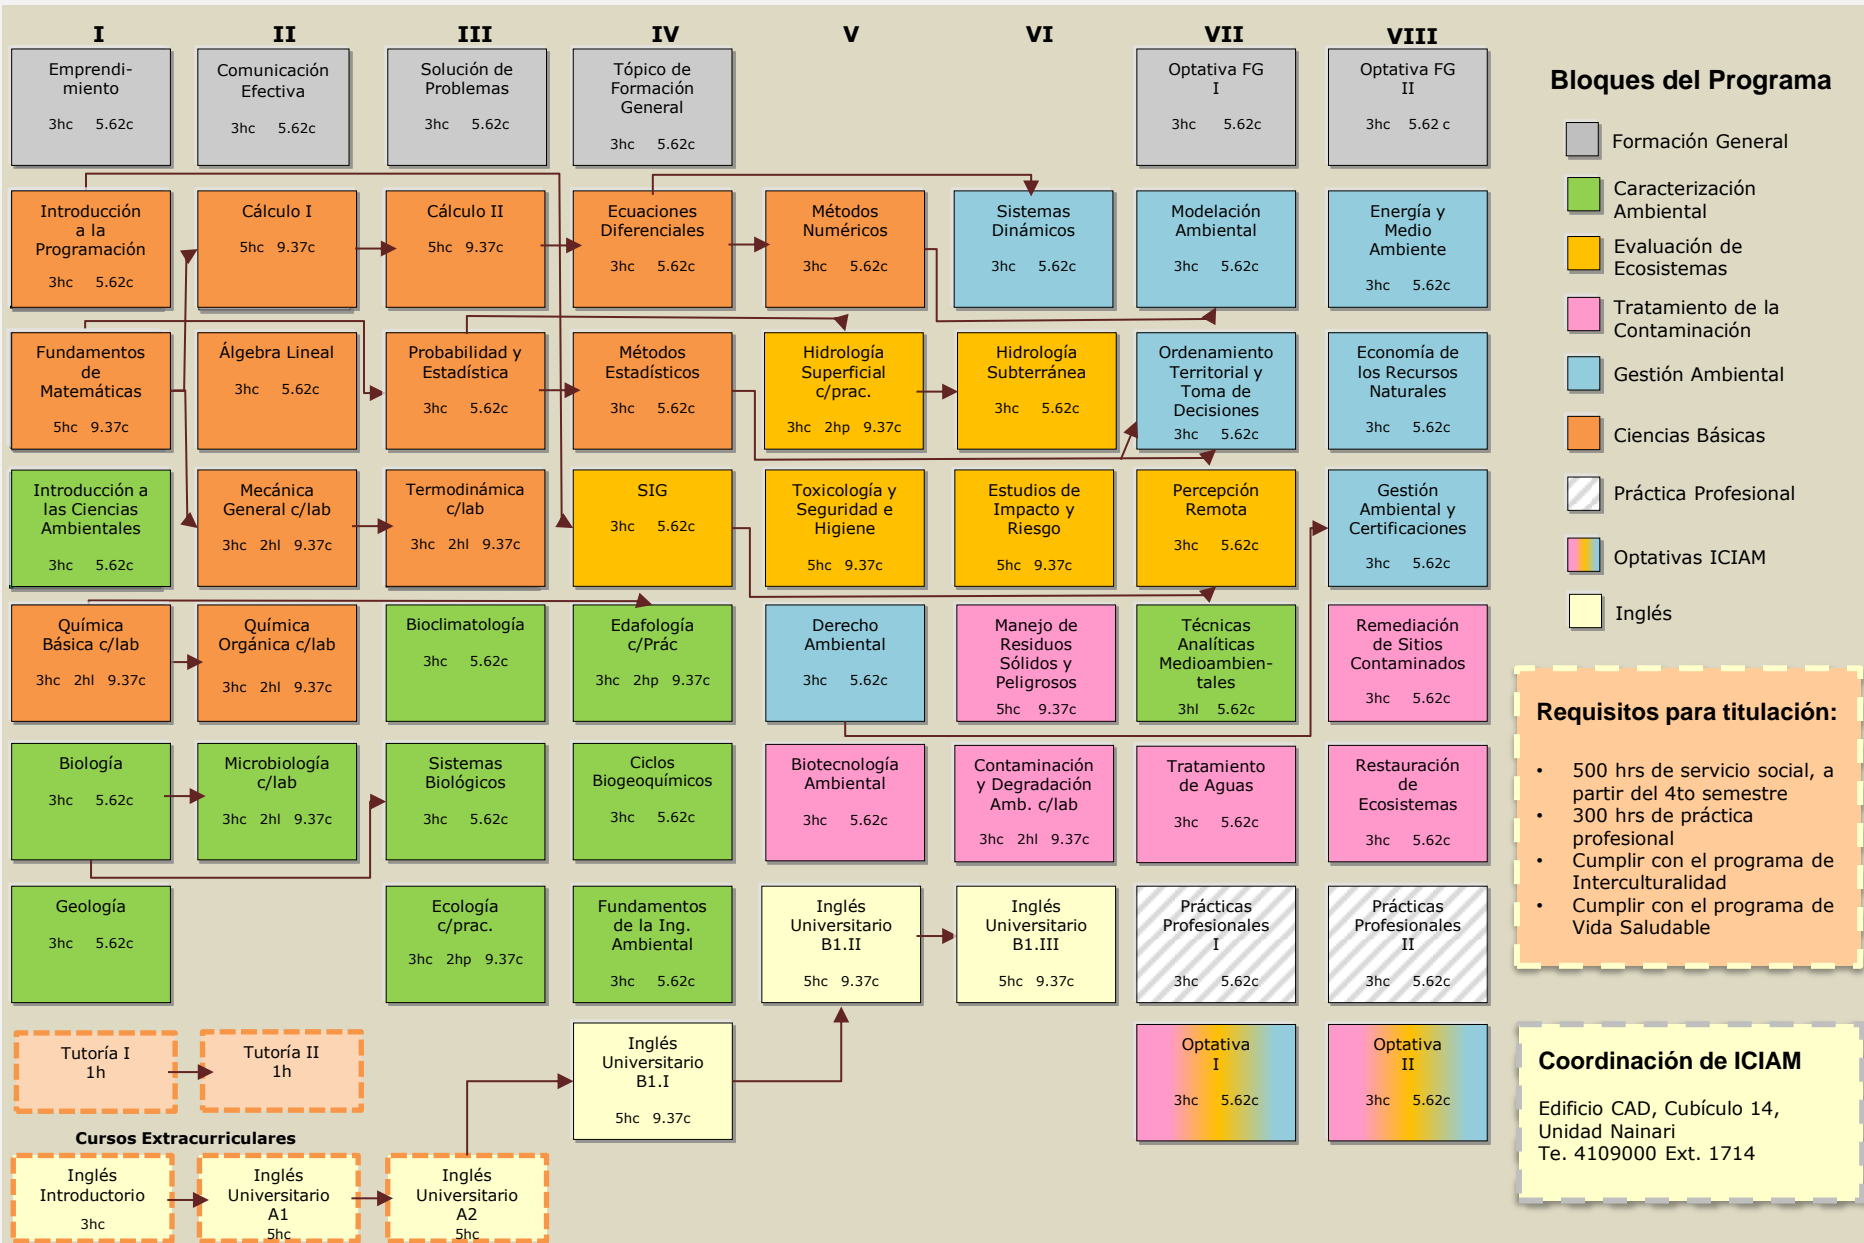 I II III IV V VI VII VIII
Emprendi-
miento
3hc 5.62c
Comunicación
Efectiva
3hc 5.62c
Solución de
Problemas
3hc 5.62c
Tópico de
Formación
General
3hc 5.62c
Optativa FG
I
3hc 5.62c
Optativa FG
II
3hc 5.62 c
Introducción
a la
Programación
3hc 5.62c
Cálculo I
5hc 9.37c
Cálculo II
5hc 9.37c
Ecuaciones
Diferenciales
3hc 5.62c
Métodos
Numéricos
3hc 5.62c
Sistemas
Dinámicos
3hc 5.62c
Modelación
Ambiental
3hc 5.62c
Energía y
Medio
Ambiente
3hc 5.62c
Fundamentos
de
Matemáticas
5hc 9.37c
Álgebra Lineal
3hc 5.62c
Probabilidad y
Estadística
3hc 5.62c
Métodos
Estadísticos
3hc 5.62c
Hidrología
Superficial
c/prac.
3hc 2hp 9.37c
Hidrología
Subterránea
3hc 5.62c
Ordenamiento
Territorial y
Toma de
Decisiones
3hc 5.62c
Economía de
los Recursos
Naturales
3hc 5.62c
Introducción a
las Ciencias
Ambientales
3hc 5.62c
Mecánica
General c/lab
3hc 2hl 9.37c
Termodinámica
c/lab
3hc 2hl 9.37c
SIG
3hc 5.62c
Toxicología y
Seguridad e
Higiene
5hc 9.37c
Estudios de
Impacto y
Riesgo
5hc 9.37c
Percepción
Remota
3hc 5.62c
Gestión
Ambiental y
Certificaciones
3hc 5.62c
Química
Básica c/lab
3hc 2hl 9.37c
Química
Orgánica c/lab
3hc 2hl 9.37c
Bioclimatología
3hc 5.62c
Edafología
c/Prác
3hc 2hp 9.37c
Derecho
Ambiental
3hc 5.62c
Manejo de
Residuos
Sólidos y
Peligrosos
5hc 9.37c
Técnicas
Analíticas
Medioambien-
tales
3hl 5.62c
Remediación
de Sitios
Contaminados
3hc 5.62c
Biología
3hc 5.62c
Microbiología
c/lab
3hc 2hl 9.37c
Sistemas
Biológicos
3hc 5.62c
Ciclos
Biogeoquímicos
3hc 5.62c
Biotecnología
Ambiental
3hc 5.62c
Contaminación
y Degradación
Amb. c/lab
3hc 2hl 9.37c
Tratamiento
de Aguas
3hc 5.62c
Restauración
de
Ecosistemas
3hc 5.62c
Geología
3hc 5.62c
Ecología
c/prac.
3hc 2hp 9.37c
Fundamentos
de la Ing.
Ambiental
3hc 5.62c
Inglés
Universitario
B1.II
5hc 9.37c
Inglés
Universitario
B1.III
5hc 9.37c
Prácticas
Profesionales
I
3hc 5.62c
Prácticas
Profesionales
II
3hc 5.62c
Tutoría I
1h
Tutoría II
1h
Inglés
Universitario
B1.I
5hc 9.37c
Optativa
I
3hc 5.62c
Optativa
II
3hc 5.62c
Cursos Extracurriculares
Inglés
Introductorio
3hc
Inglés
Universitario
A1
5hc
Inglés
Universitario
A2
5hc
Bloques del Programa
Formación General
Caracterización
Ambiental
Evaluación de
Ecosistemas
Tratamiento de la
Contaminación
Gestión Ambiental
Ciencias Básicas
Práctica Profesional
Optativas ICIAM
Inglés
Requisitos para titulación:
• 500 hrs de servicio social, a
partir del 4to semestre
• 300 hrs de práctica
profesional
• Cumplir con el programa de
Interculturalidad
• Cumplir con el programa de
Vida Saludable
Coordinación de ICIAM
Edificio CAD, Cubículo 14,
Unidad Nainari
Te. 4109000 Ext. 1714